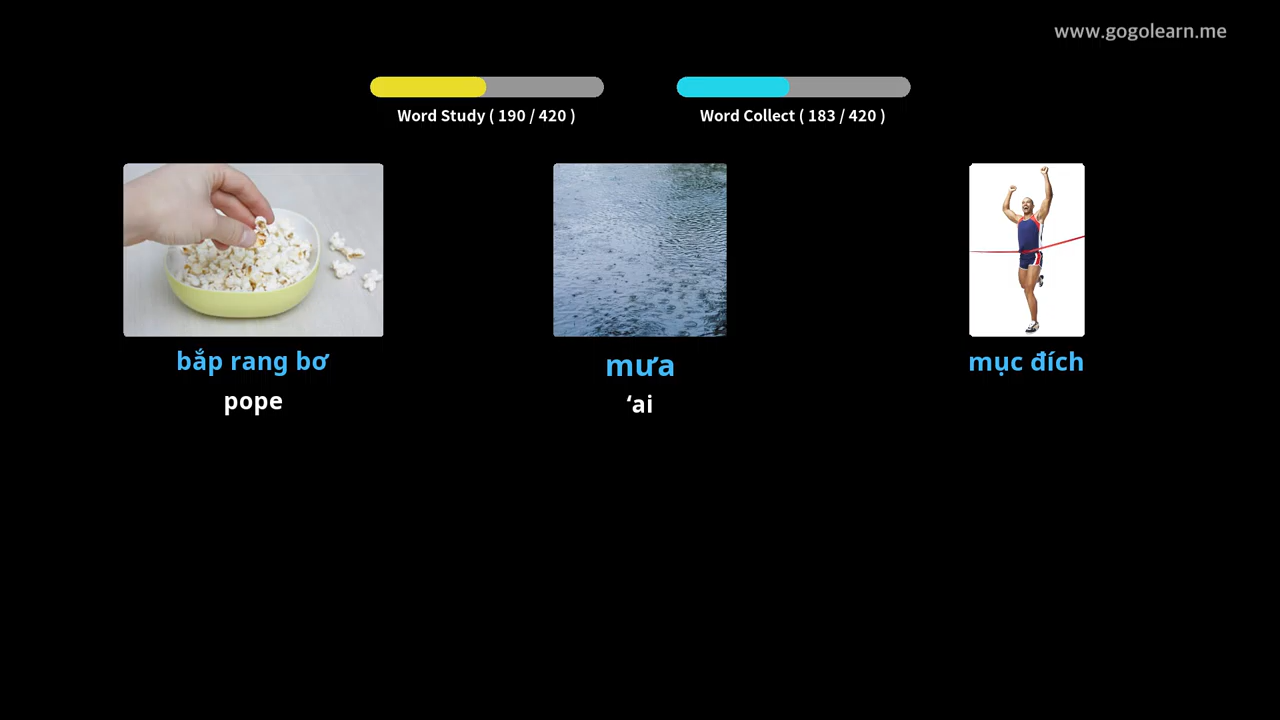 www.gogolearn.me
Word Study ( 190 / 420 )
Word Collect ( 183 / 420 )
bắp rang bơ
mưa
mục đích
pope
‘ai